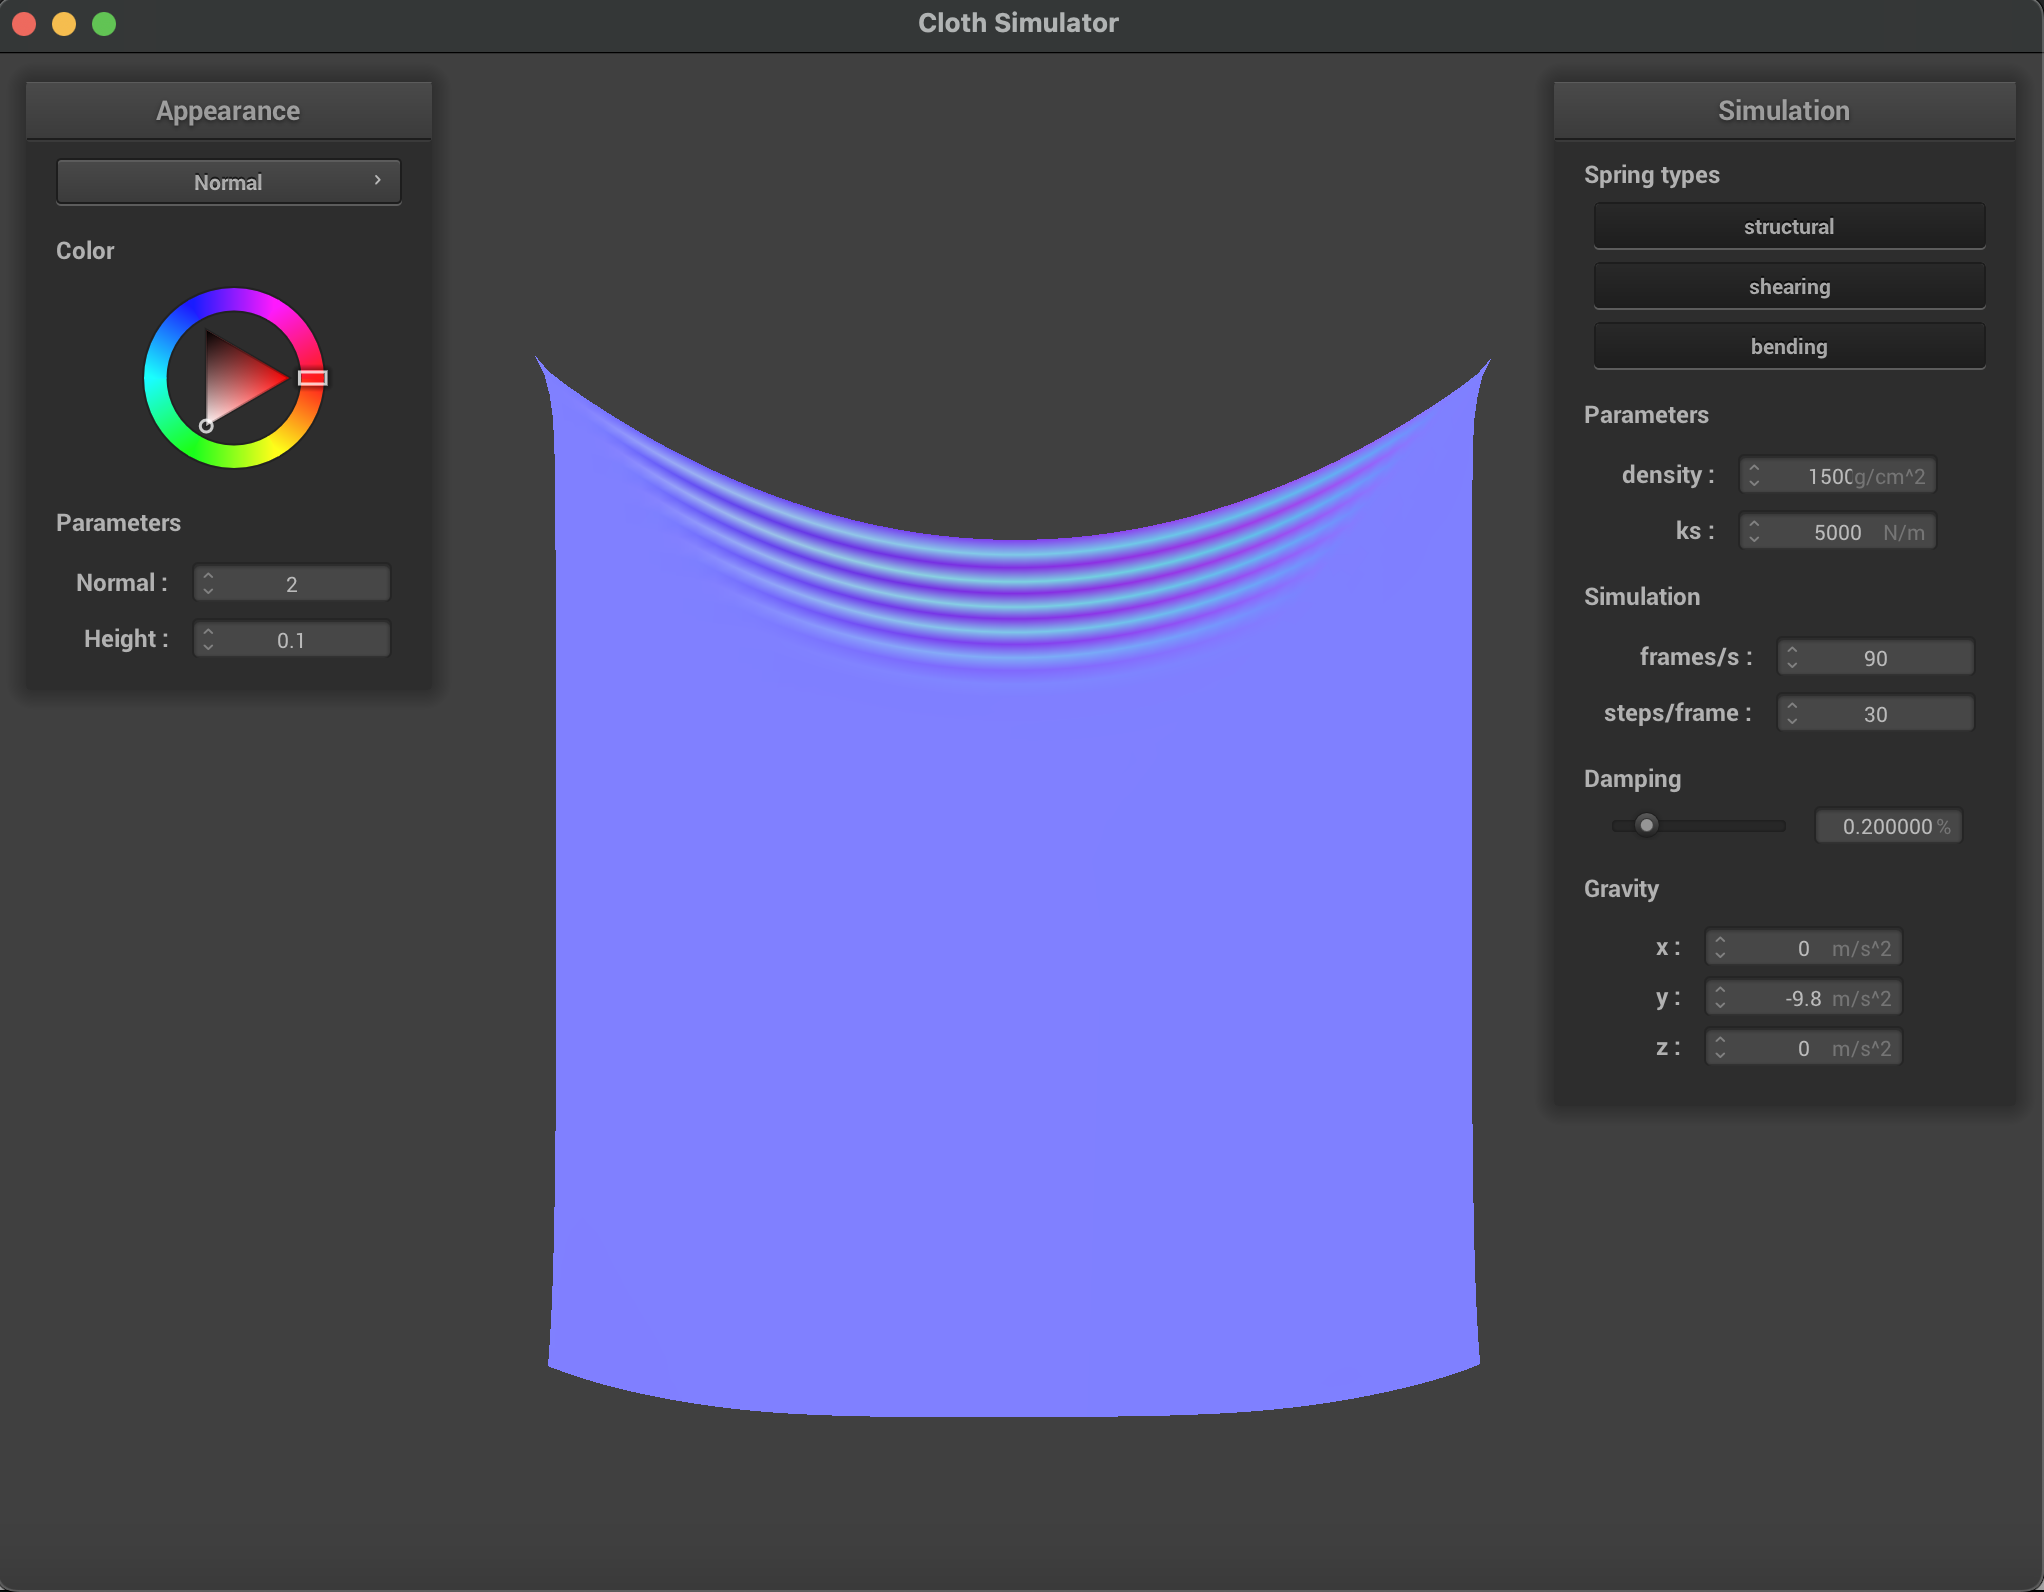 Cloth Simulator
Appearance
Normal
Color
Parameters
Normal : 2
Height : 0.1
Simulation
Spring types
structural
shearing
bending
Parameters
density : 1500 g/cm^2
ks : 5000 N/m
Simulation
frames/s : 90
steps/frame : 30
Damping
0.200000 %
Gravity
x : 0 m/s^2
y : -9.8 m/s^2
z : 0 m/s^2